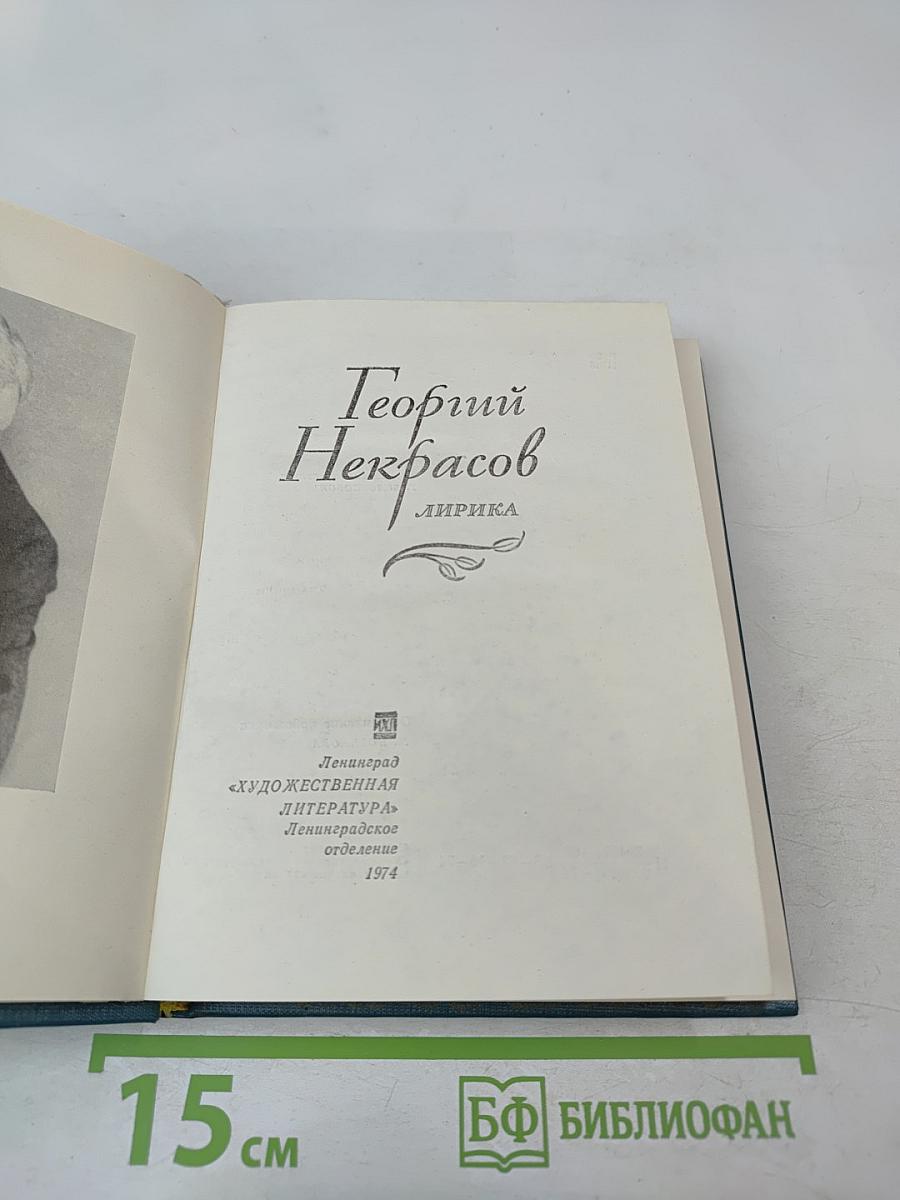 Георгий
Некрасов
ЛИРИКА
Ленинград
«ХУДОЖЕСТВЕННАЯ
ЛИТЕРАТУРА»
Ленинградское
отделение
1974
15 см
БФ БИБЛИОФАН